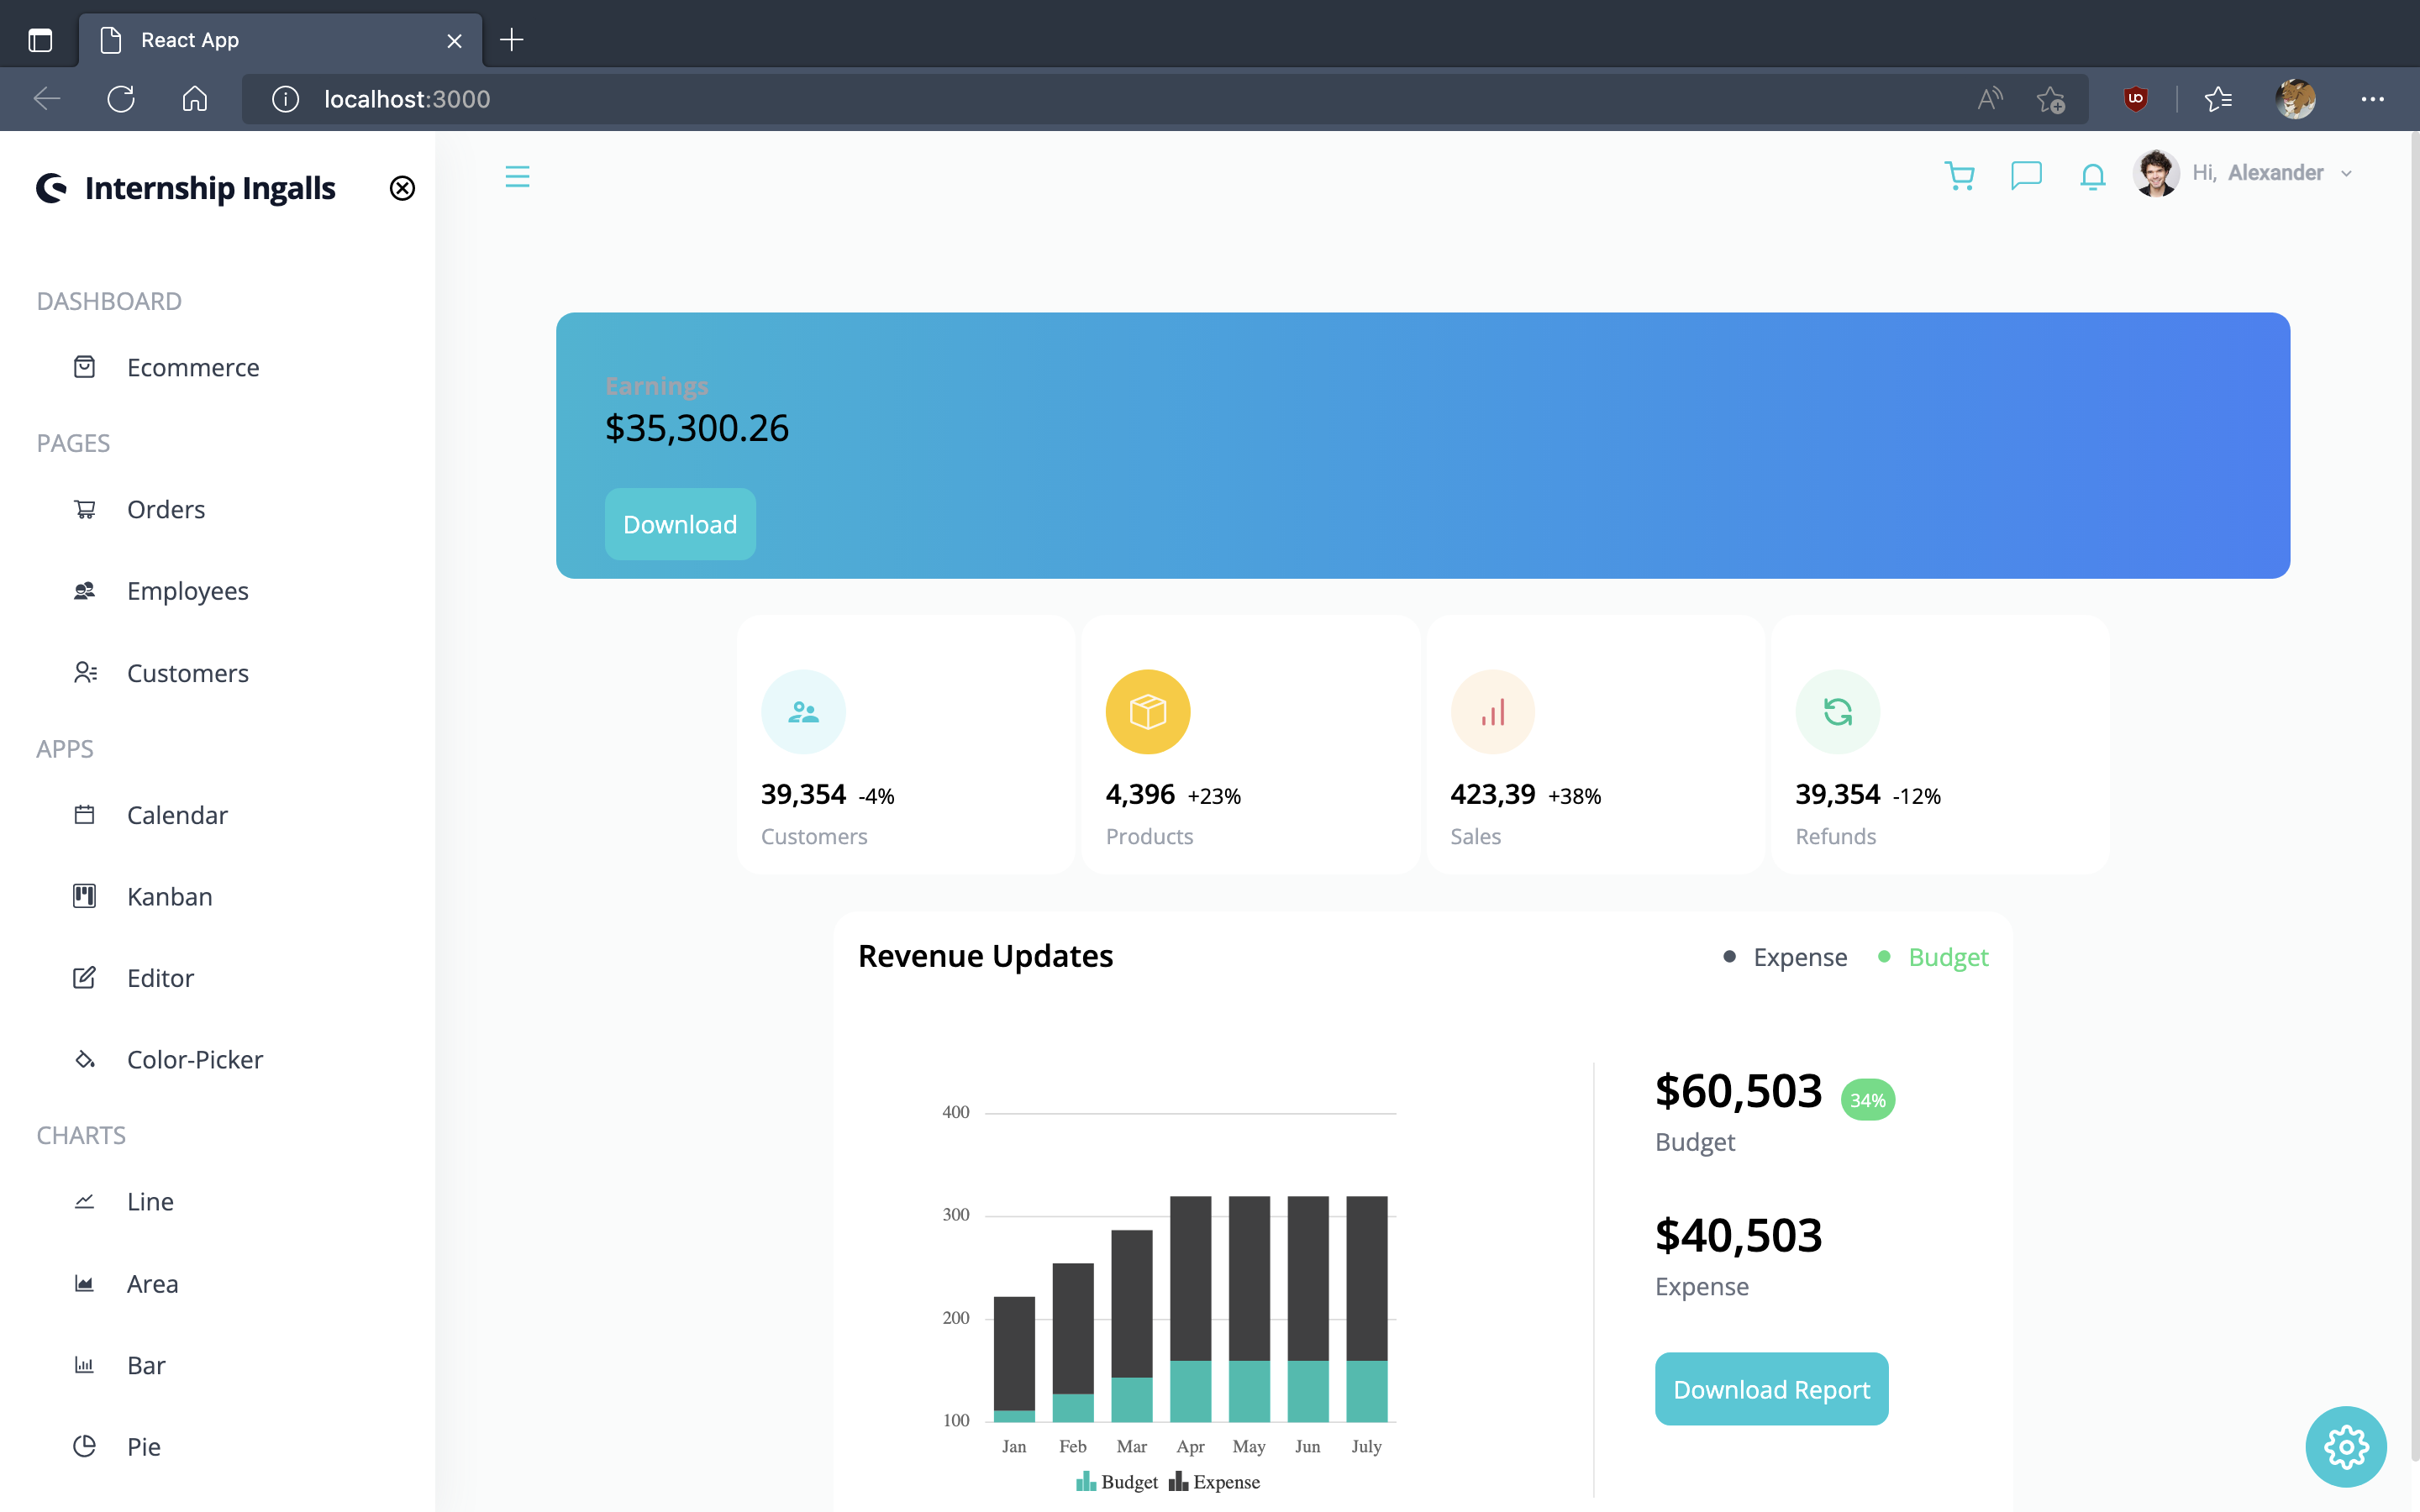 React App
localhost:3000
Internship Ingalls
Hi, Alexander
DASHBOARD
Ecommerce
PAGES
Orders
Employees
Customers
APPS
Calendar
Kanban
Editor
Color-Picker
CHARTS
Line
Area
Bar
Pie
Earnings
$35,300.26
Download
39,354 -4%
Customers
4,396 +23%
Products
423,39 +38%
Sales
39,354 -12%
Refunds
Revenue Updates
Expense
Budget
400
300
200
100
Jan Feb Mar Apr May Jun July
Budget Expense
$60,503 34%
Budget
$40,503
Expense
Download Report